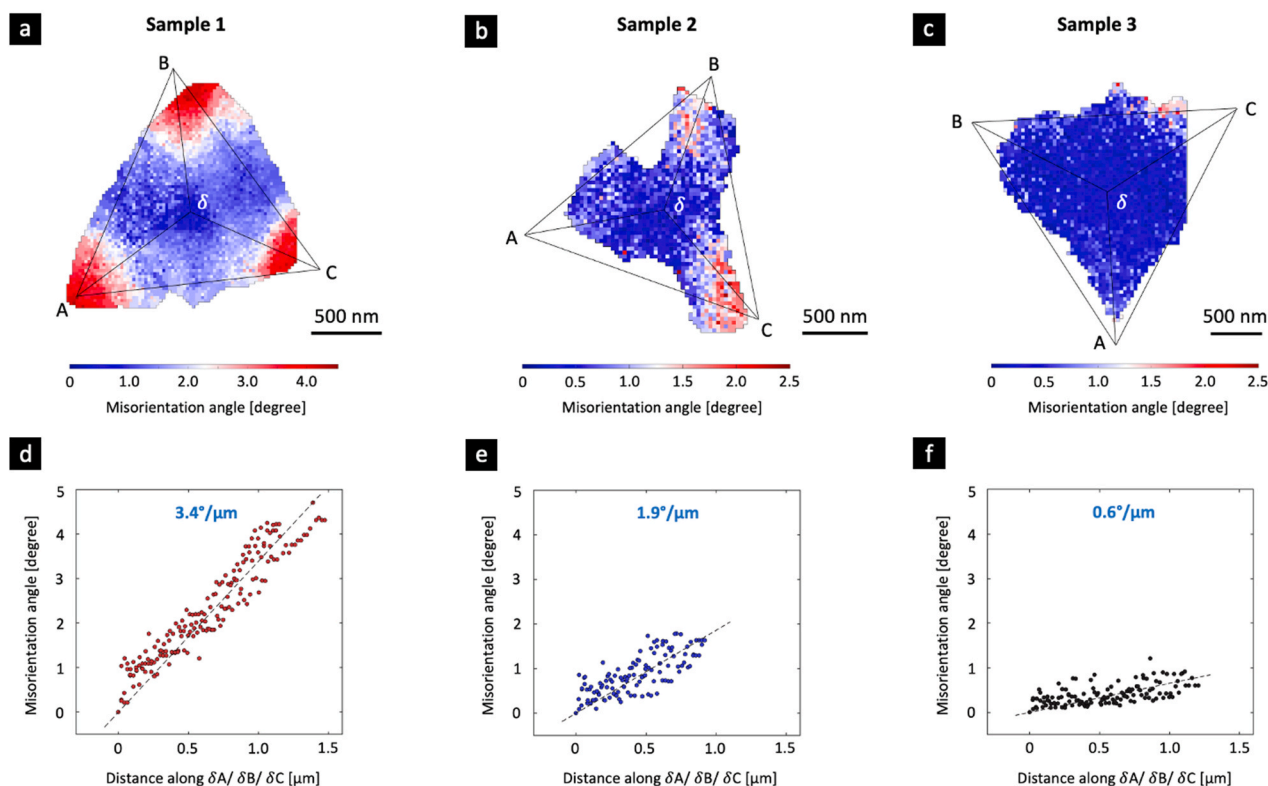 a
Sample 1
B
δ
A
C
500 nm
0 1.0 2.0 3.0 4.0
Misorientation angle [degree]
b
Sample 2
B
A
δ
C
500 nm
0 0.5 1.0 1.5 2.0 2.5
Misorientation angle [degree]
c
Sample 3
B
C
δ
A
500 nm
0 0.5 1.0 1.5 2.0 2.5
Misorientation angle [degree]
d
3.4°/μm
Misorientation angle [degree]
5
4
3
2
1
0
0 0.5 1.0 1.5
Distance along δA/ δB/ δC [μm]
e
1.9°/μm
Misorientation angle [degree]
5
4
3
2
1
0
0 0.5 1.0 1.5
Distance along δA/ δB/ δC [μm]
f
0.6°/μm
Misorientation angle [degree]
5
4
3
2
1
0
0 0.5 1.0 1.5
Distance along δA/ δB/ δC [μm]